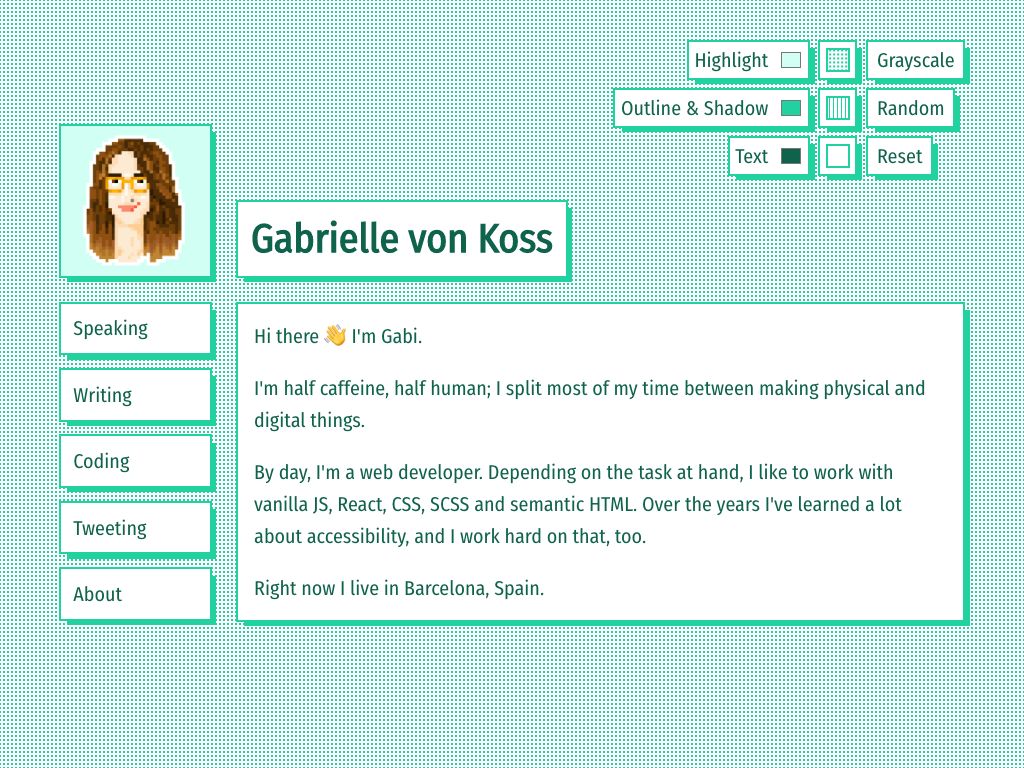 Highlight
Grayscale
Outline & Shadow
Random
Text
Reset
Gabrielle von Koss
Speaking
Writing
Coding
Tweeting
About
Hi there 👋 I'm Gabi.
I'm half caffeine, half human; I split most of my time between making physical and
digital things.
By day, I'm a web developer. Depending on the task at hand, I like to work with
vanilla JS, React, CSS, SCSS and semantic HTML. Over the years I've learned a lot
about accessibility, and I work hard on that, too.
Right now I live in Barcelona, Spain.